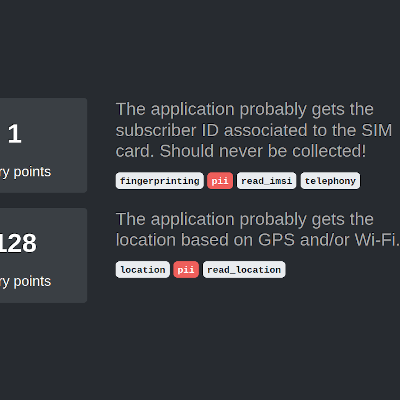 1
points
The application probably gets the
subscriber ID associated to the SIM
card. Should never be collected!
fingerprinting pii read_imsi telephony
128
points
The application probably gets the
location based on GPS and/or Wi-Fi.
location pii read_location